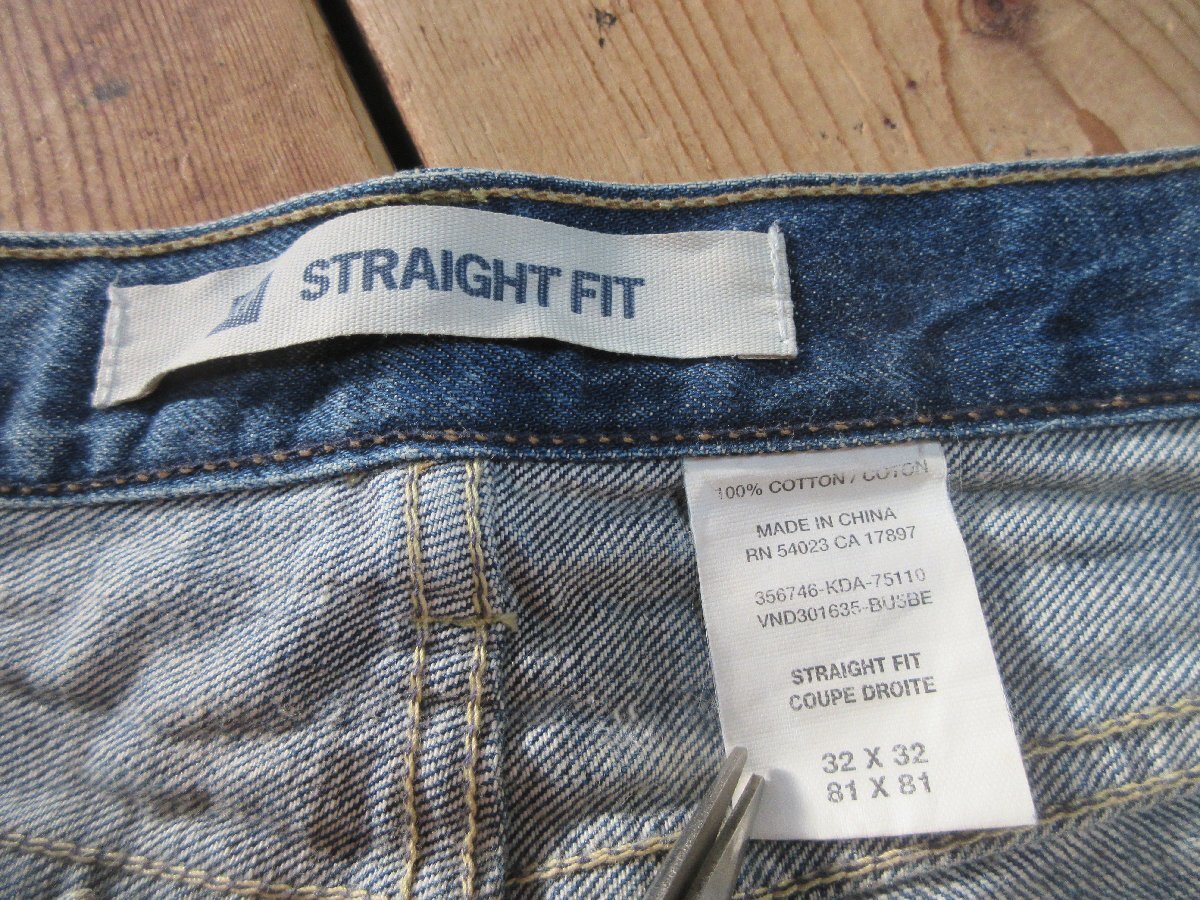 STRAIGHT FIT
100% COTTON / COTON
MADE IN CHINA
RN 54023 CA 17897
356746-KDA-75110
VND301635-BUSBE
STRAIGHT FIT
COUPE DROITE
32 X 32
81 X 81